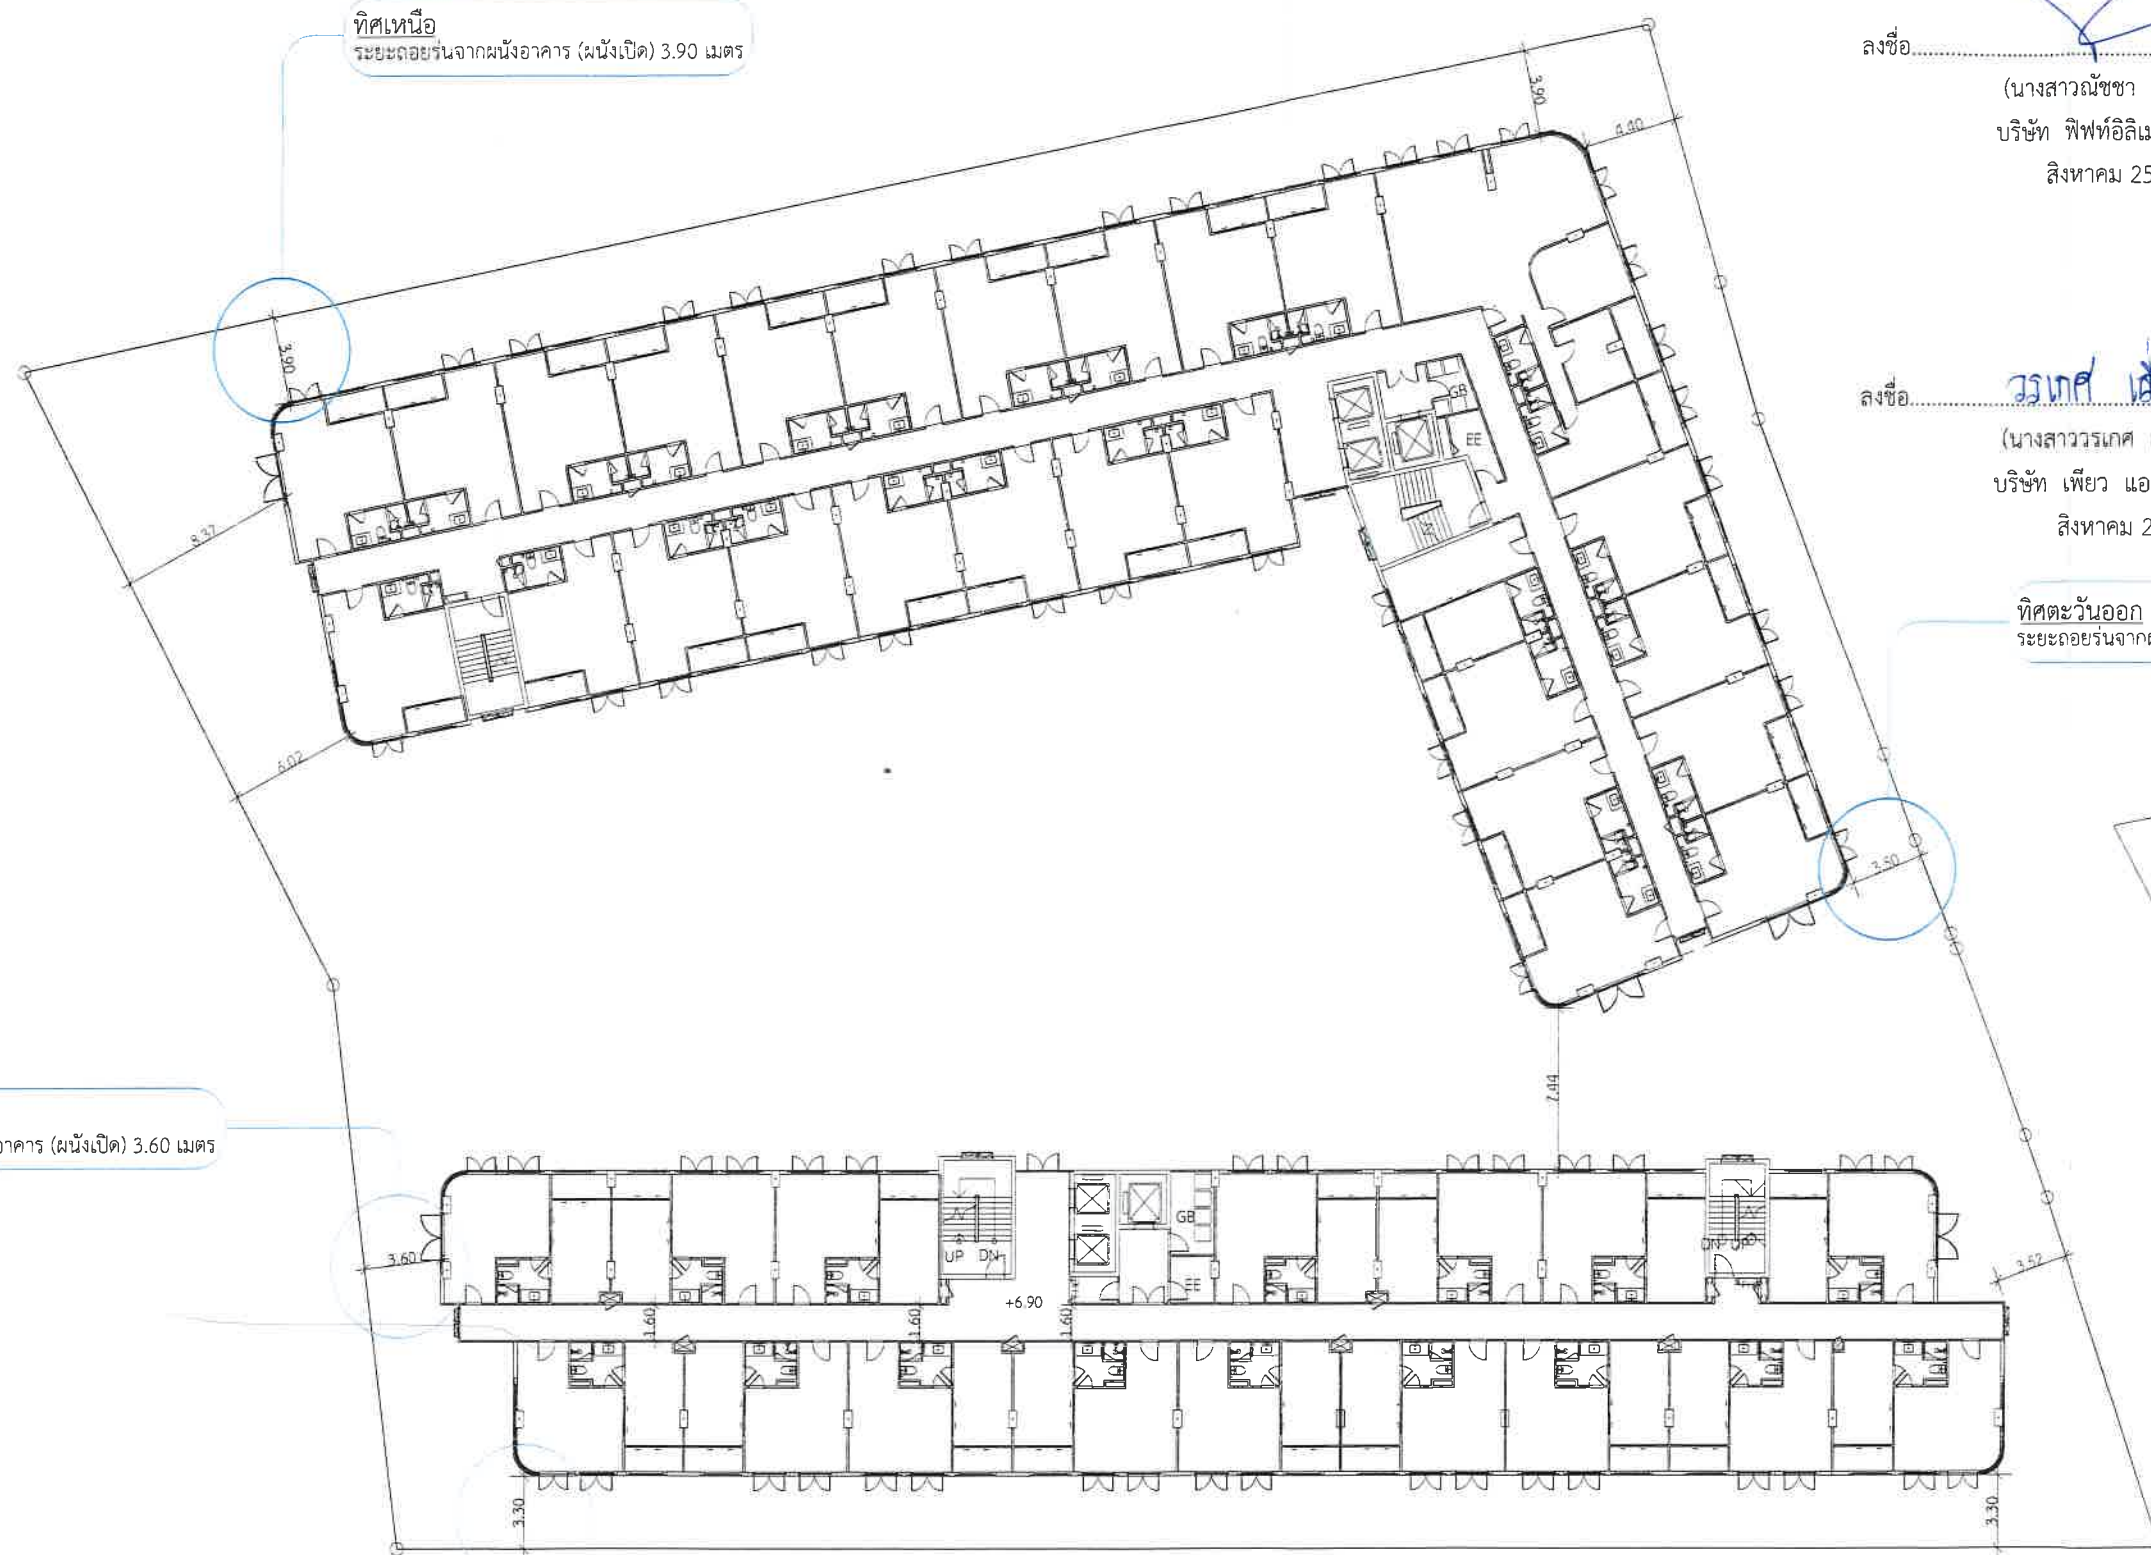 ทิศเหนือ
ระยะถอยร่นจากผนังอาคาร (ผนังเปิด) 3.90 เมตร
ลงชื่อ
(นางสาวณัชชา
บริษัท ฟิฟท์อิลิเม
สิงหาคม 25
3.90
4.40
3.90
ลงชื่อ
วรเกศ
(นางสาววรเกศ
บริษัท เพียว แอ
สิงหาคม 2
GB
EE
8.37
ทิศตะวันออก
ระยะถอยร่นจาก
6.02
3.50
7.44
อาคาร (ผนังเปิด) 3.60 เมตร
GB
3.60
UP DN
DN UP
EE
3.52
+6.90
1.60
1.60
1.60
3.30
3.30